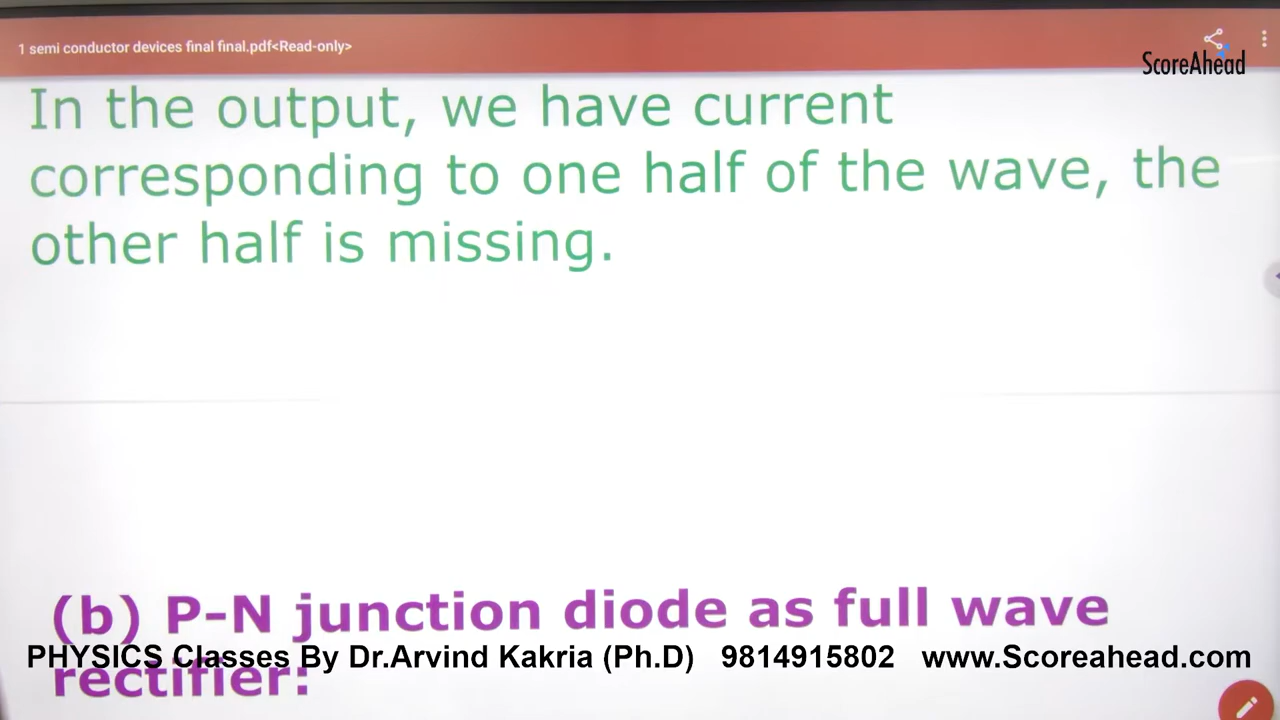 1 semi conductor devices final final.pdf<Read-only>
ScoreAhead
In the output, we have current
corresponding to one half of the wave, the
other half is missing.
(b) P-N junction diode as full wave
PHYSICS Classes By Dr.Arvind Kakria (Ph.D) 9814915802 www.Scoreahead.com
rectifier: